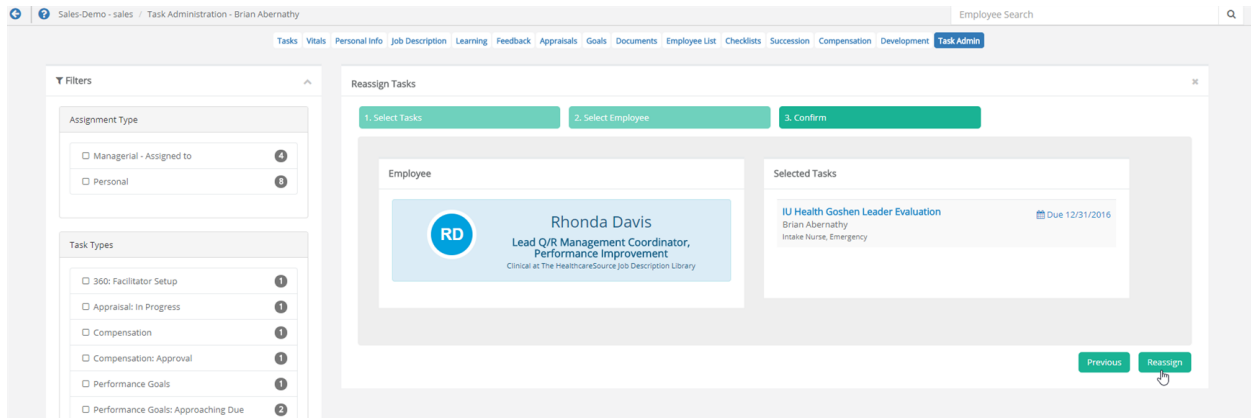 Sales-Demo - sales / Task Administration - Brian Abernathy
Employee Search
Tasks Vitals Personal Info Job Description Learning Feedback Appraisals Goals Documents Employee List Checklists Succession Compensation Development Task Admin
Filters
Assignment Type
Managerial - Assigned to 4
Personal 8
Task Types
360: Facilitator Setup 1
Appraisal: In Progress 1
Compensation 1
Compensation: Approval 1
Performance Goals 1
Performance Goals: Approaching Due 2
Reassign Tasks
1. Select Tasks
2. Select Employee
3. Confirm
Employee
RD
Rhonda Davis
Lead Q/R Management Coordinator,
Performance Improvement
Clinical at The HealthcareSource Job Description Library
Selected Tasks
IU Health Goshen Leader Evaluation
Due 12/31/2016
Brian Abernathy
Intake Nurse, Emergency
Previous
Reassign